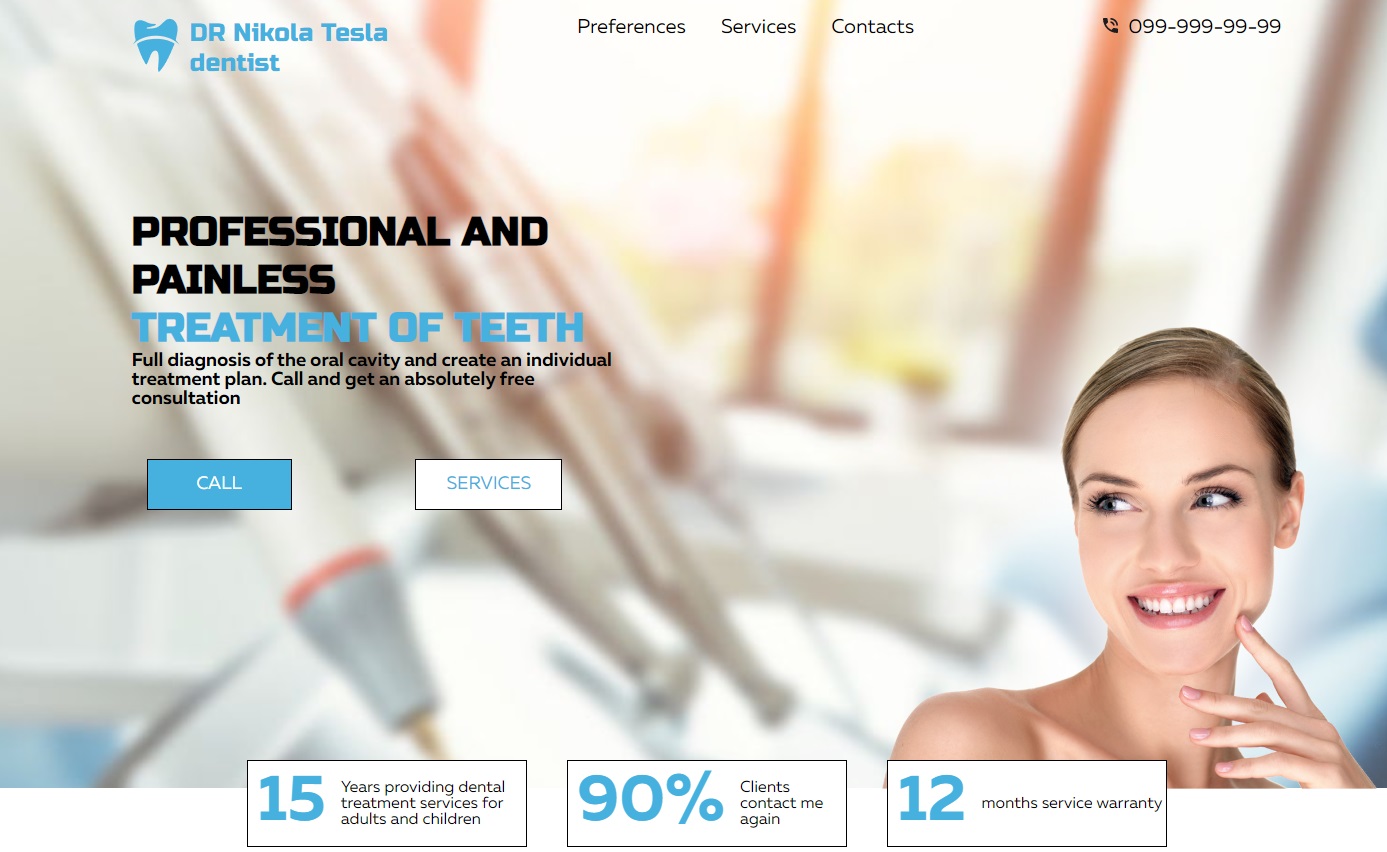 DR Nikola Tesla
dentist
Preferences
Services
Contacts
099-999-99-99
PROFESSIONAL AND
PAINLESS
TREATMENT OF TEETH
Full diagnosis of the oral cavity and create an individual
treatment plan. Call and get an absolutely free
consultation
CALL
SERVICES
15
Years providing dental
treatment services for
adults and children
90%
Clients
contact me
again
12
months service warranty